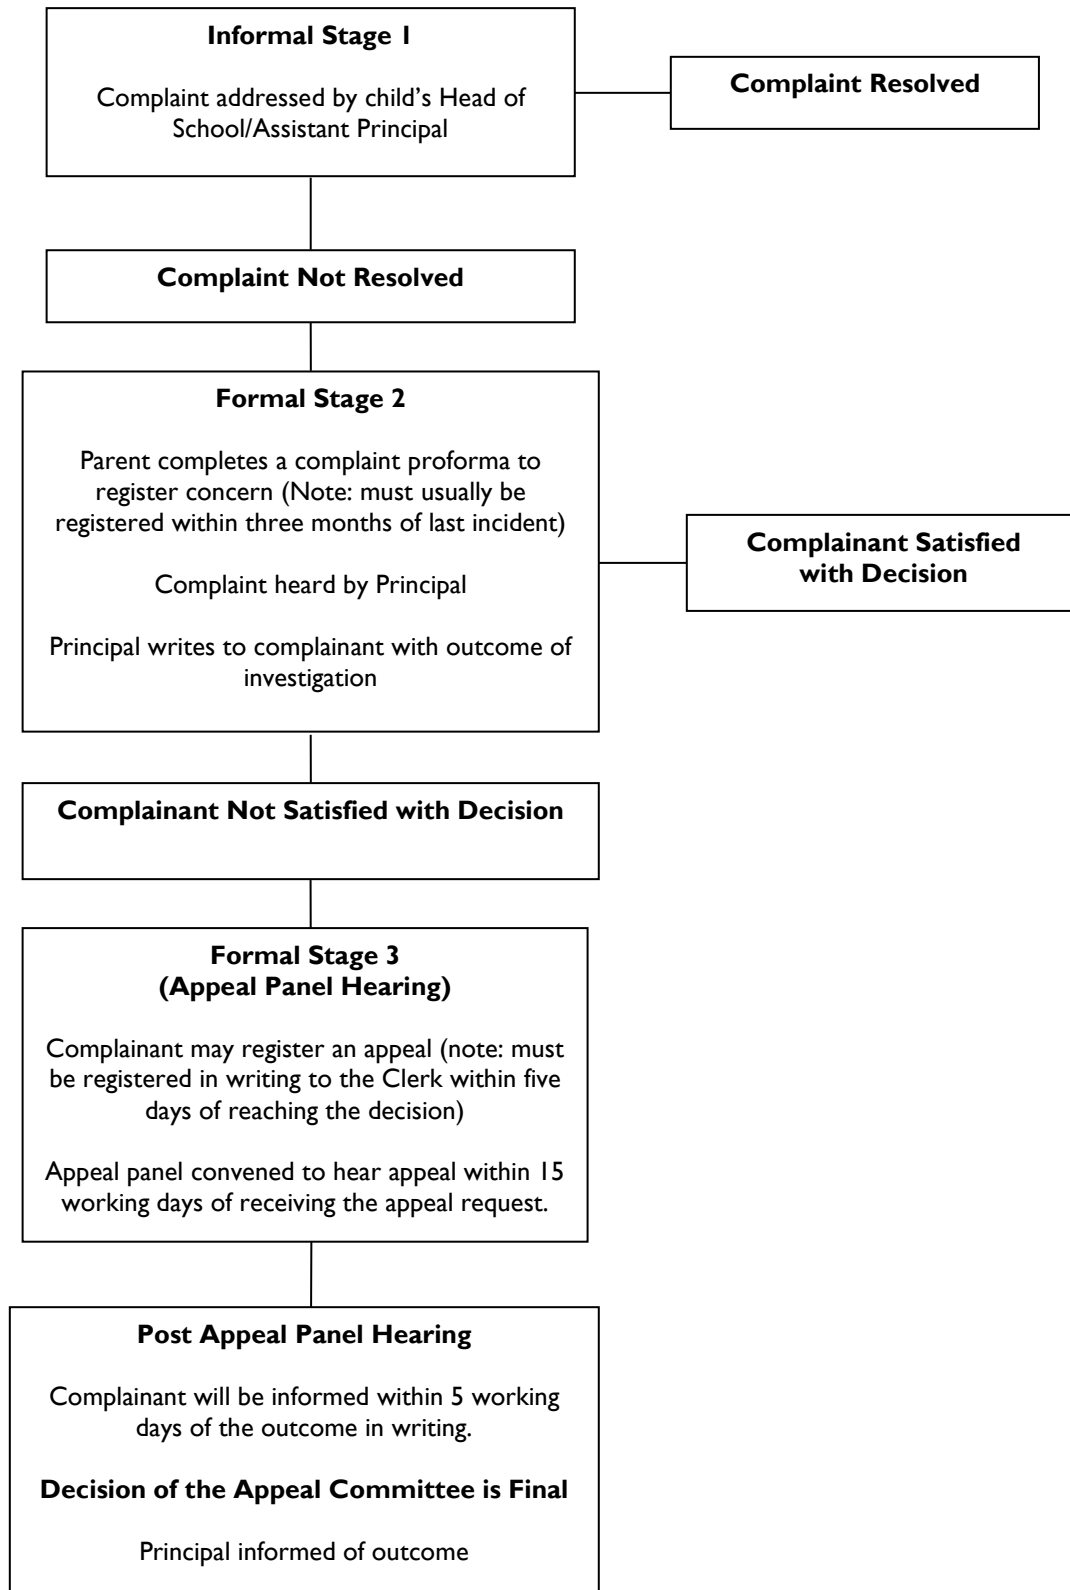 Informal Stage 1
Complaint addressed by child's Head of
School/Assistant Principal
Complaint Resolved
Complaint Not Resolved
Formal Stage 2
Parent completes a complaint proforma to
register concern (Note: must usually be
registered within three months of last incident)
Complaint heard by Principal
Principal writes to complainant with outcome of
investigation
Complainant Satisfied
with Decision
Complainant Not Satisfied with Decision
Formal Stage 3
(Appeal Panel Hearing)
Complainant may register an appeal (note: must
be registered in writing to the Clerk within five
days of reaching the decision)
Appeal panel convened to hear appeal within 15
working days of receiving the appeal request.
Post Appeal Panel Hearing
Complainant will be informed within 5 working
days of the outcome in writing.
Decision of the Appeal Committee is Final
Principal informed of outcome